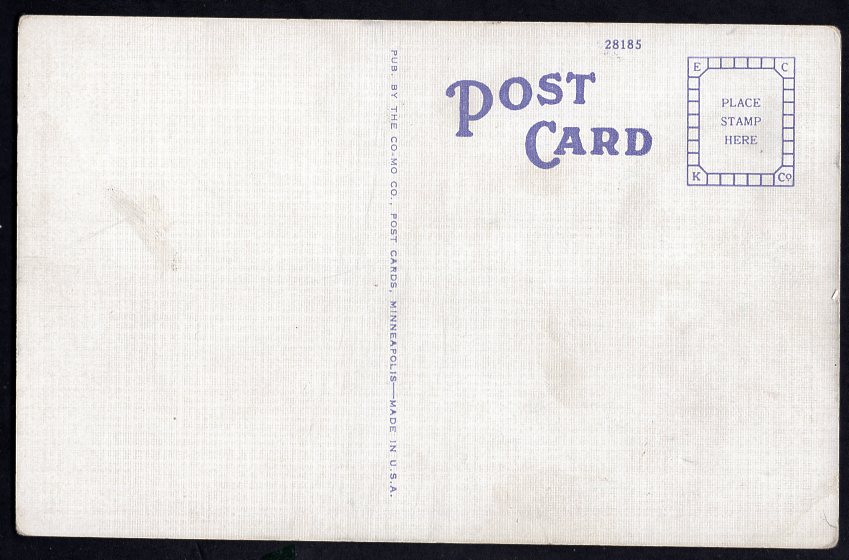 28185
POST
CARD
E C
PLACE
STAMP
HERE
K Co
PUB. BY THE CO-MO CO., POST CARDS, MINNEAPOLIS—MADE IN U.S.A.